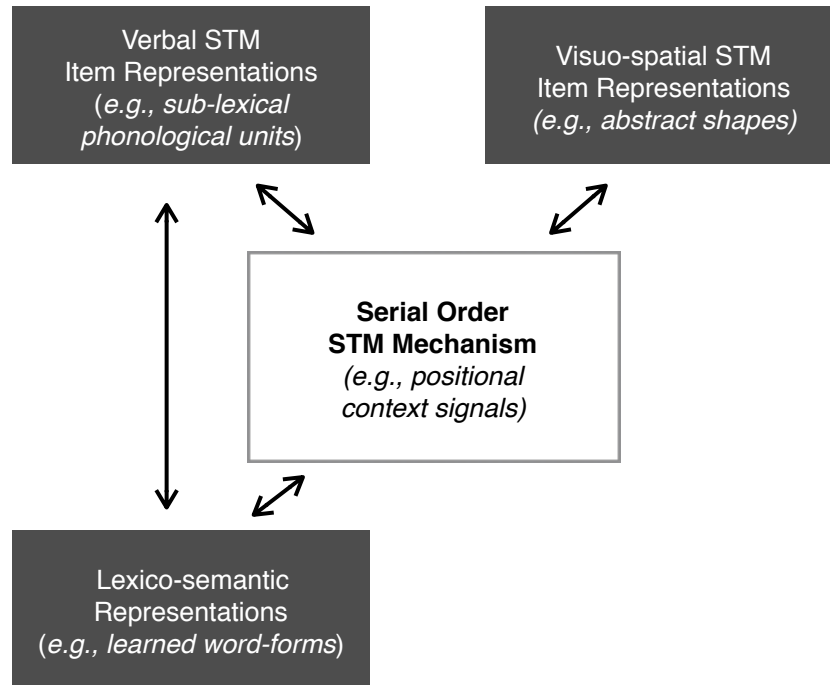 Verbal STM
Item Representations
(e.g., sub-lexical
phonological units)
Visuo-spatial STM
Item Representations
(e.g., abstract shapes)
Serial Order
STM Mechanism
(e.g., positional
context signals)
Lexico-semantic
Representations
(e.g., learned word-forms)